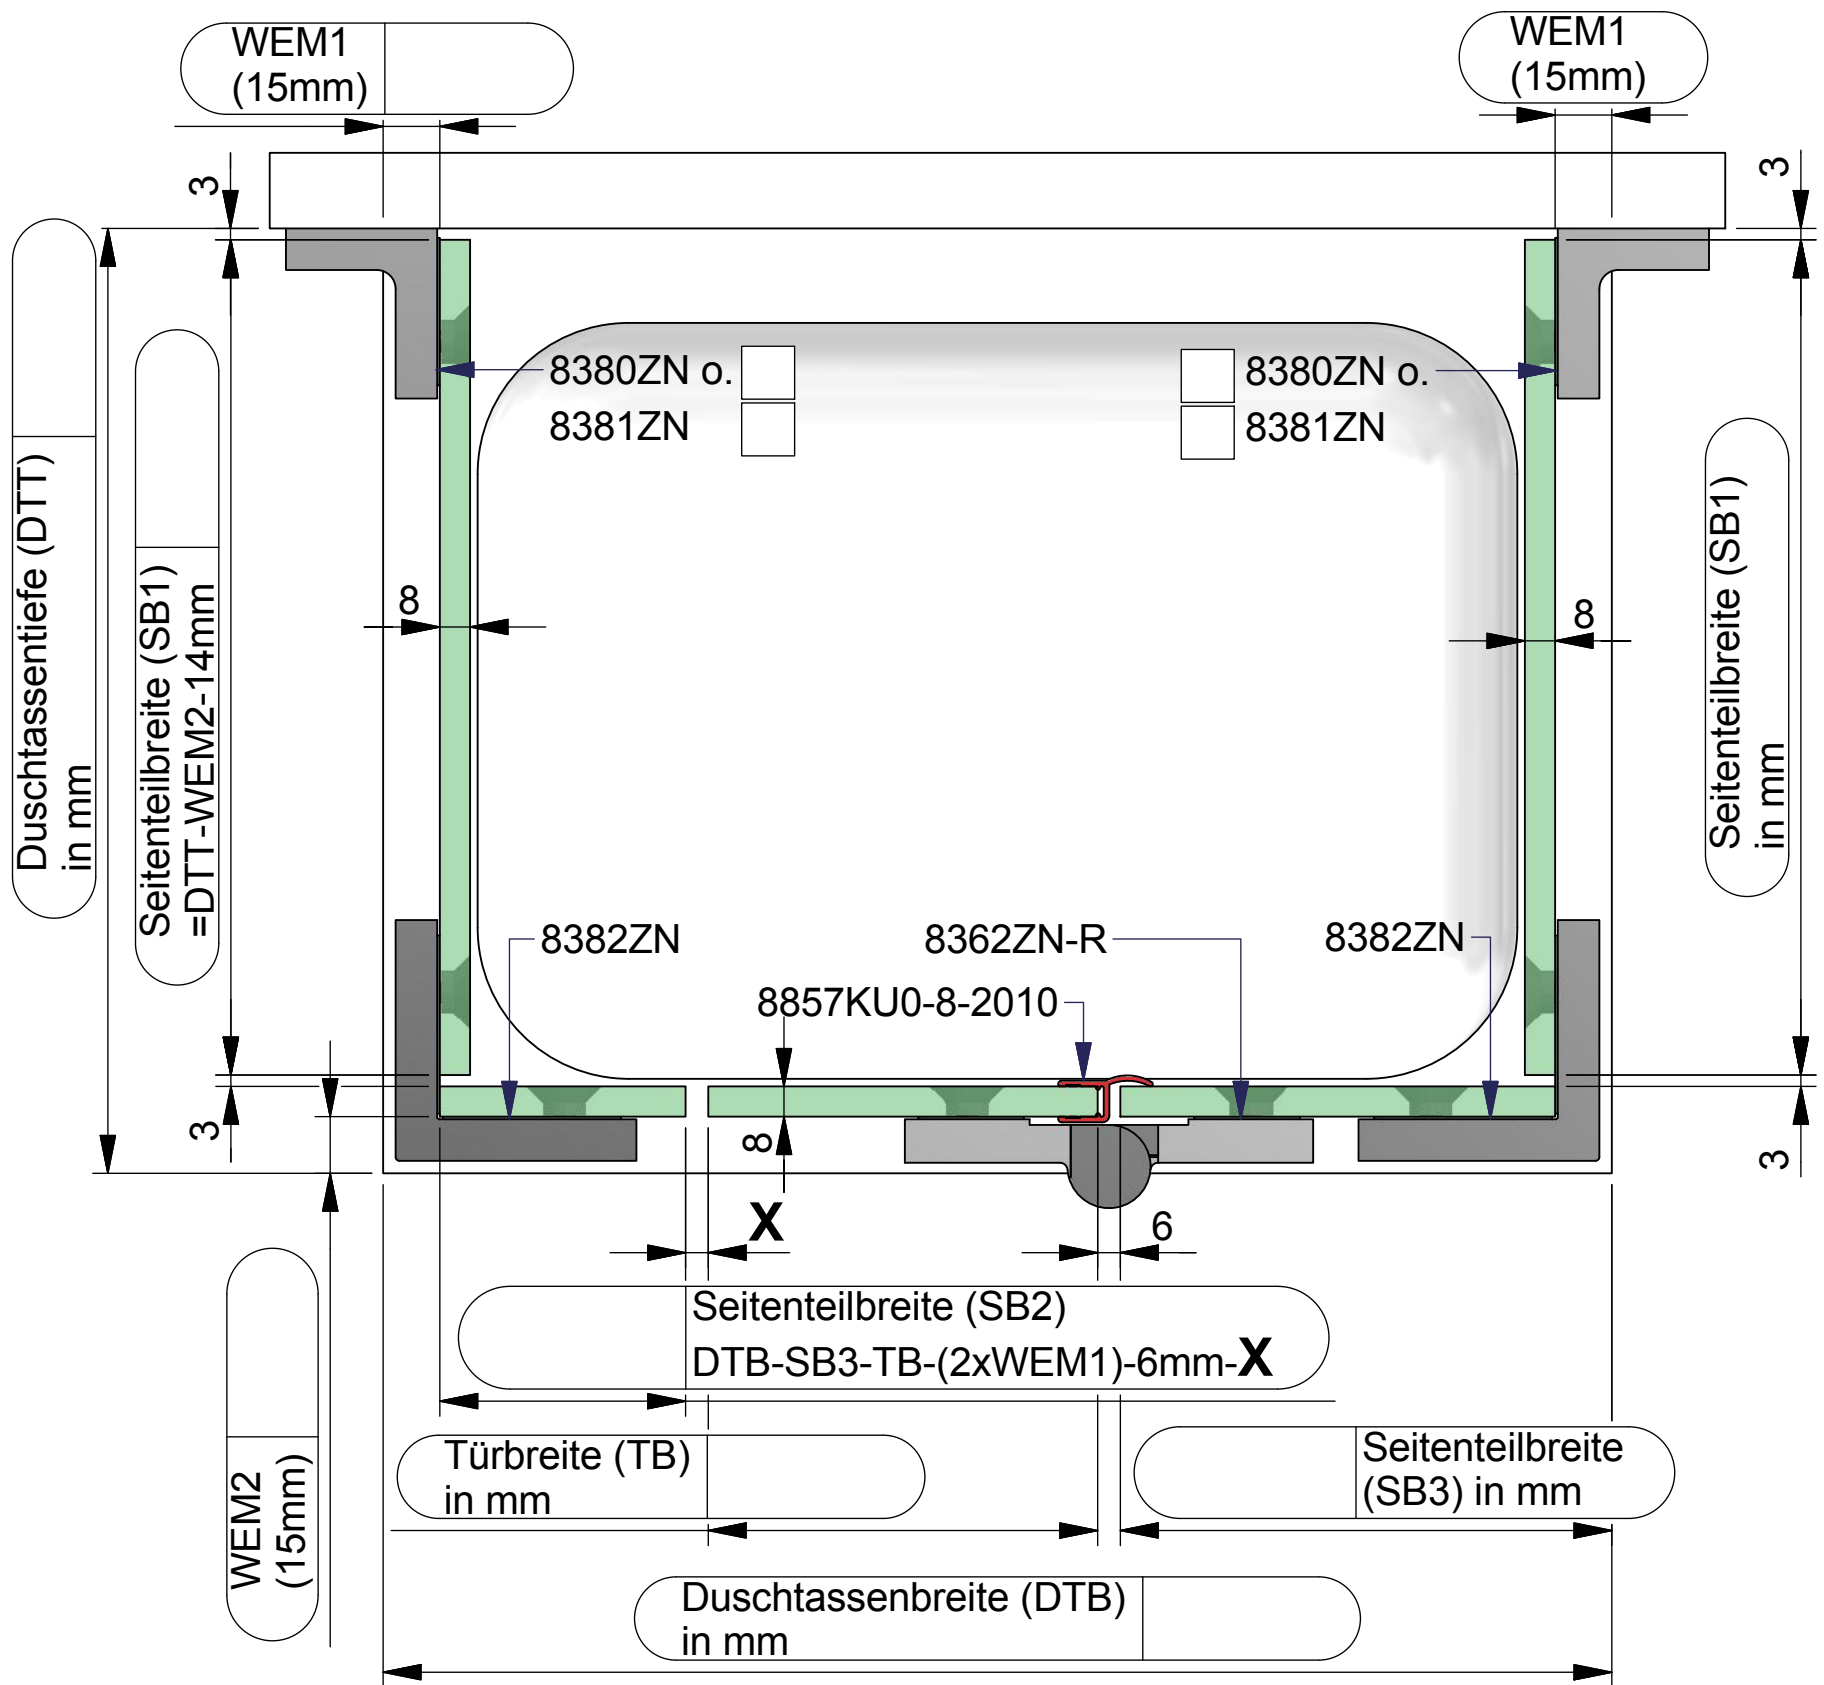 WEM1
(15mm)
WEM1
(15mm)
3
3
Duschtassentiefe (DTT)
in mm
Seitenteilbreite (SB1)
=DTT-WEM2-14mm
8380ZN o.
8381ZN
8380ZN o.
8381ZN
Seitenteilbreite (SB1)
in mm
8
8
8382ZN
8362ZN-R
8382ZN
8857KU0-8-2010
3
8
3
X
6
Seitenteilbreite (SB2)
DTB-SB3-TB-(2xWEM1)-6mm-X
WEM2
(15mm)
Türbreite (TB)
in mm
Seitenteilbreite
(SB3) in mm
Duschtassenbreite (DTB)
in mm